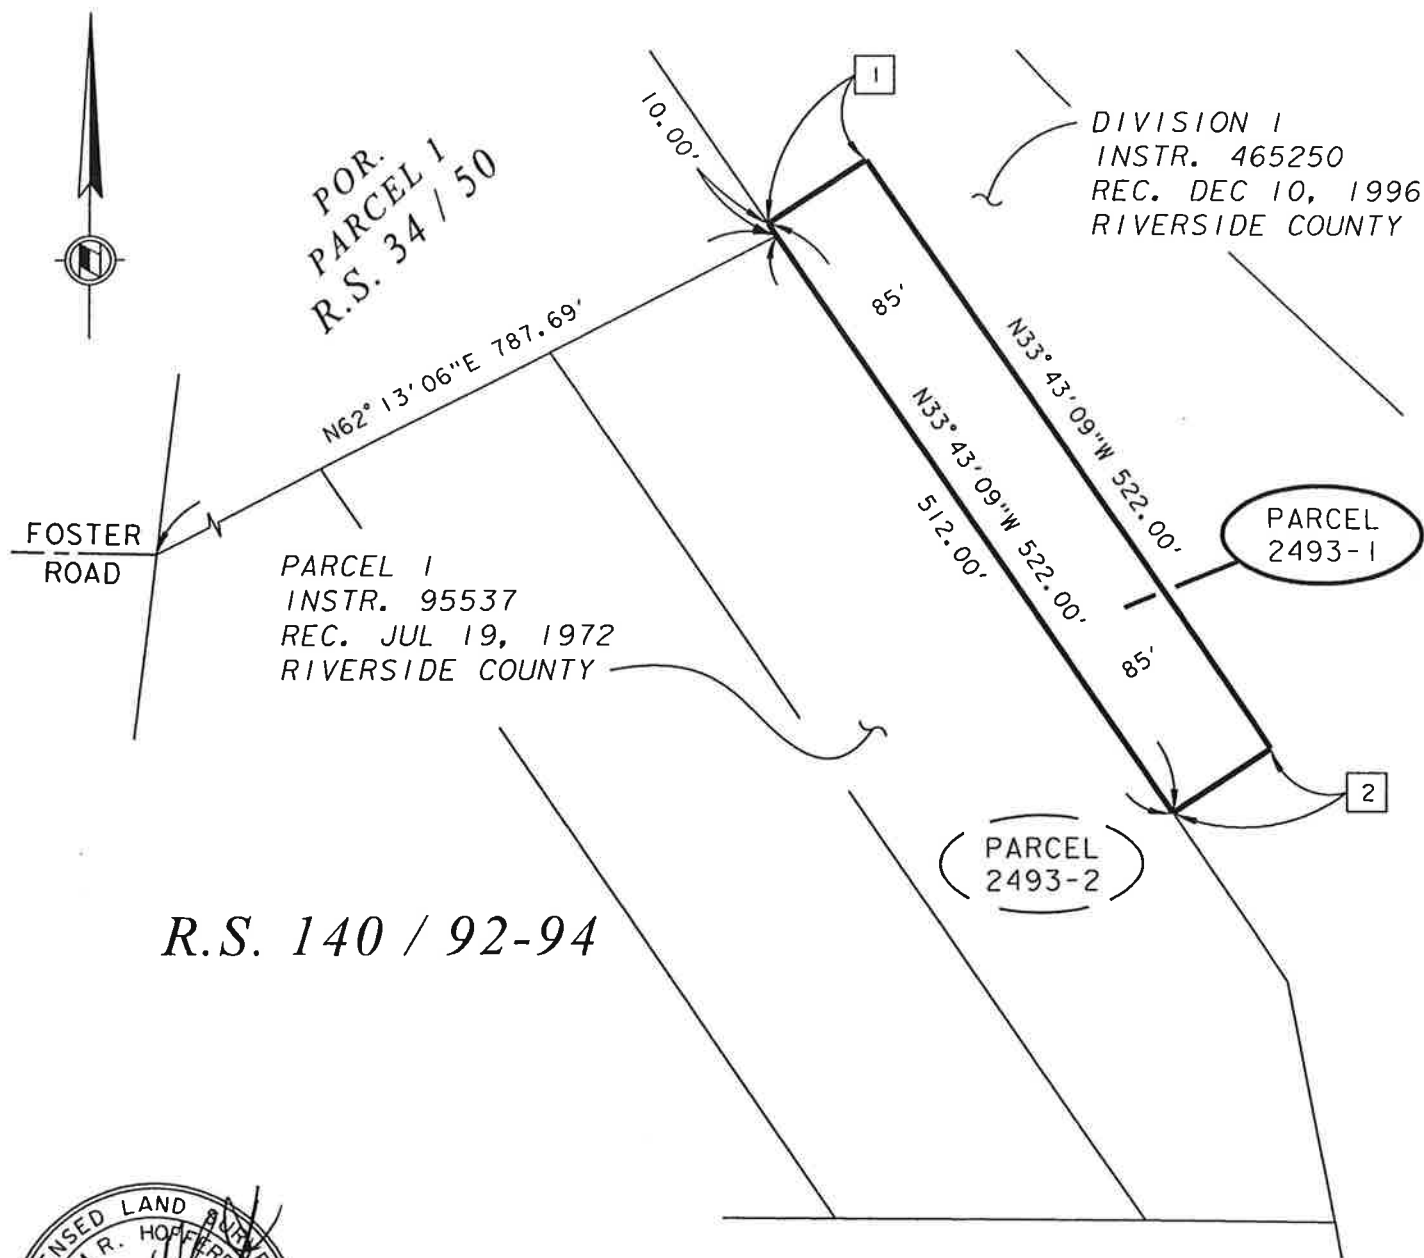 1
DIVISION 1
INSTR. 465250
REC. DEC 10, 1996
RIVERSIDE COUNTY
10.00'
POR.
PARCEL 1
R.S. 34 / 50
85'
N33°43'09"W 522.00'
N62°13'06"E 787.69'
N33°43'09"W 522.00'
512.00'
PARCEL
2493-1
FOSTER
ROAD
PARCEL 1
INSTR. 95537
REC. JUL 19, 1972
RIVERSIDE COUNTY
85'
2
PARCEL
2493-2
R.S. 140 / 92-94
LAND
R.